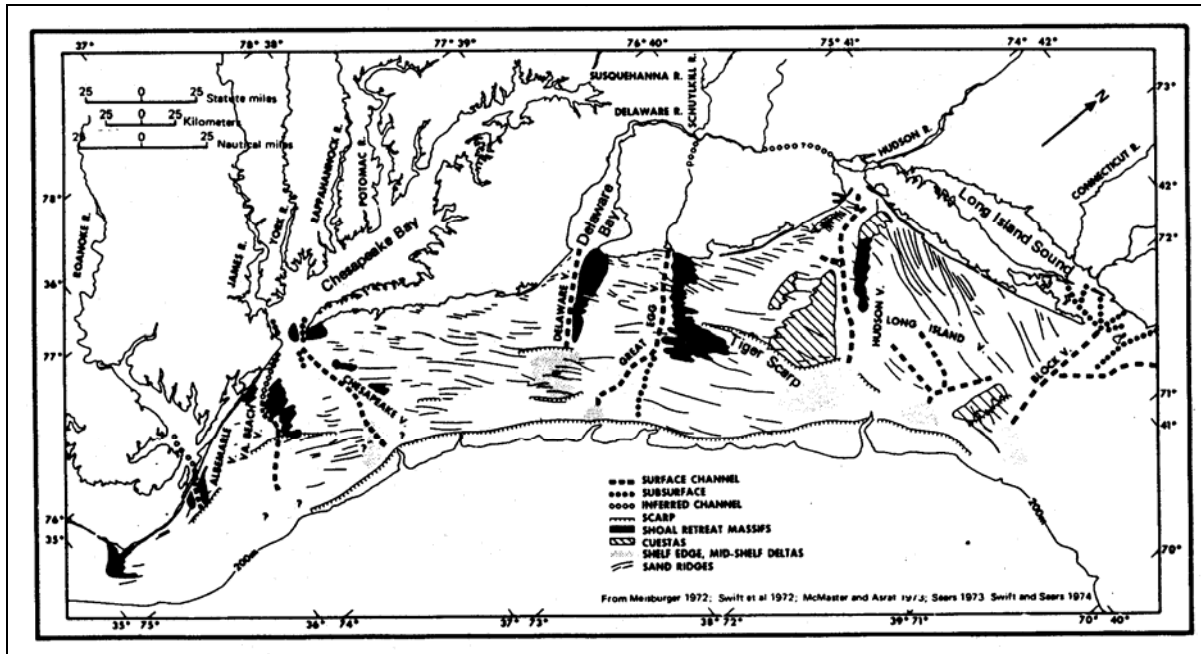 37° 78° 38° 77° 39° 76° 40° 75° 41° 74° 42°
25 0 25
Statute miles
25 0 25
Kilometers
25 0 25
Nautical miles
SUSQUEHANNA R.
DELAWARE R.
SCHUYLKILL R.
HUDSON R.
CONNECTICUT R.
N
73°
42°
72°
71°
41°
70°
78°
36°
77°
76°
35°
ROANOKE R.
JAMES R.
YORK R.
RAPPAHANNOCK R.
POTOMAC R.
Chesapeake Bay
Delaware Bay
Long Island Sound
DELAWARE V.
GREAT EGG V.
Tiger Scarp
HUDSON V.
LONG ISLAND V.
BLOCK V.
CHESAPEAKE V.
VA. BEACH V.
ALBEMARLE V.
? ? ? ?
200m
200m
SURFACE CHANNEL
SUBSURFACE
INFERRED CHANNEL
SCARP
SHOAL RETREAT MASSIFS
CUESTAS
SHELF EDGE, MID-SHELF DELTAS
SAND RIDGES
From Meisburger 1972; Swift et al 1972; McMaster and Asraf 1973; Seers 1973 Swift and Seers 1974
35° 75° 36° 74° 37° 73° 38° 72° 39° 71° 70° 40°